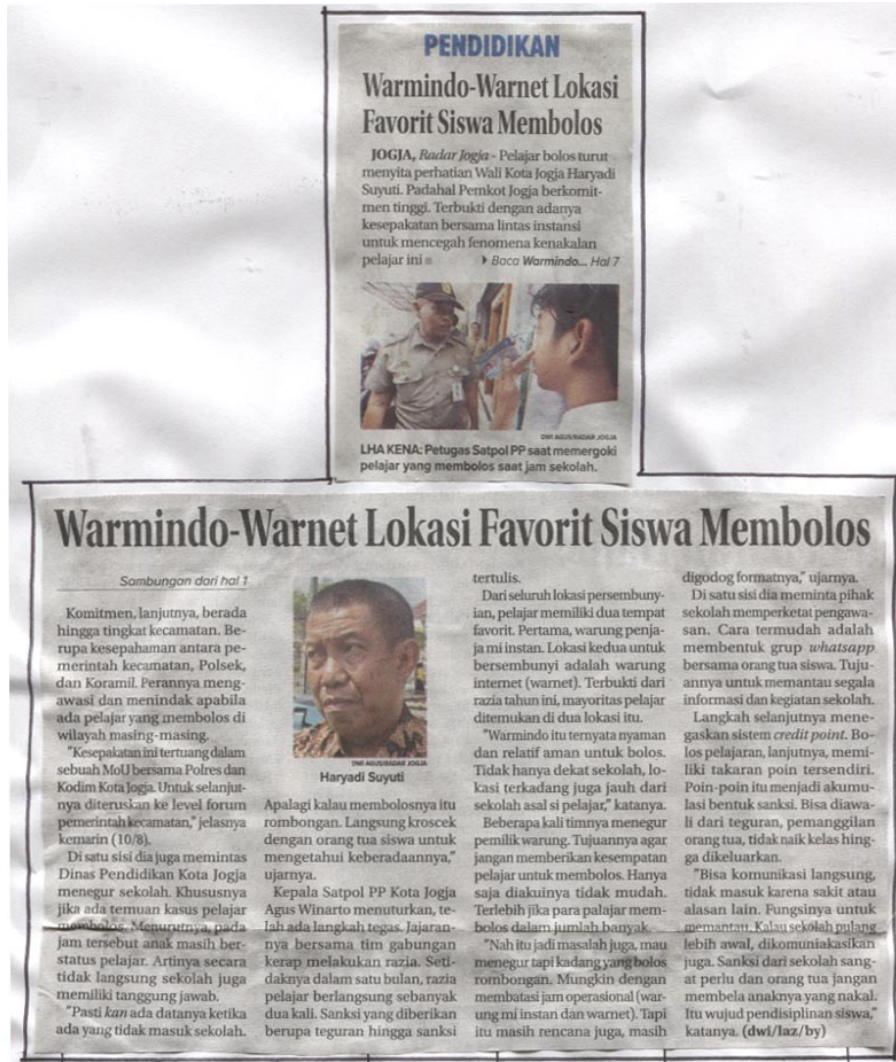 PENDIDIKAN
Warmindo-Warnet Lokasi
Favorit Siswa Membolos
JOGJA, Radar Jogja - Pelajar bolos turut
menyita perhatian Wali Kota Jogja Haryadi
Suyuti. Padahal Pemkot Jogja berkomit-
men tinggi. Terbukti dengan adanya
kesepakatan bersama lintas instansi
untuk mencegah fenomena kenakalan
pelajar ini
Baca Warmindo... Hal 7
DWI AGUS/RADAR JOGJA
LHA KENA: Petugas Satpol PP saat memergoki
pelajar yang membolos saat jam sekolah.
Warmindo-Warnet Lokasi Favorit Siswa Membolos
Sambungan dari hal 1
Komitmen, lanjutnya, berada
hingga tingkat kecamatan. Be-
rupa kesepahaman antara pe-
merintah kecamatan, Polsek,
dan Koramil. Perannya meng-
awasi dan menindak apabila
ada pelajar yang membolos di
wilayah masing-masing.
"Kesepakatan ini tertuang dalam
sebuah MoU bersama Polres dan
Kodim Kota Jogja. Untuk selanjut-
nya diteruskan ke level forum
pemerintah kecamatan," jelasnya
kemarin (10/8).
Di satu sisi dia juga memintas
Dinas Pendidikan Kota Jogja
menegur sekolah. Khususnya
jika ada temuan kasus pelajar
membolos. Menurutnya, pada
jam tersebut anak masih ber-
status pelajar. Artinya secara
tidak langsung sekolah juga
memiliki tanggung jawab.
"Pasti kan ada datanya ketika
ada yang tidak masuk sekolah.
DWI AGUS/RADAR JOGJA
Haryadi Suyuti
Apalagi kalau membolosnya itu
rombongan. Langsung kroscek
dengan orang tua siswa untuk
mengetahui keberadaannya,"
ujarnya.
Kepala Satpol PP Kota Jogja
Agus Winarto menuturkan, te-
lah ada langkah tegas. Jajaran-
nya bersama tim gabungan
kerap melakukan razia. Seti-
daknya dalam satu bulan, razia
pelajar berlangsung sebanyak
dua kali. Sanksi yang diberikan
berupa teguran hingga sanksi
tertulis.
Dari seluruh lokasi persembuny-
ian, pelajar memiliki dua tempat
favorit. Pertama, warung penja-
ja mi instan. Lokasi kedua untuk
bersembunyi adalah warung
internet (warnet). Terbukti dari
razia tahun ini, mayoritas pelajar
ditemukan di dua lokasi itu.
"Warmindo itu ternyata nyaman
dan relatif aman untuk bolos.
Tidak hanya dekat sekolah, lo-
kasi terkadang juga jauh dari
sekolah asal si pelajar," katanya.
Beberapa kali timnya menegur
pemilik warung. Tujuannya agar
jangan memberikan kesempatan
pelajar untuk membolos. Hanya
saja diakuinya tidak mudah.
Terlebih jika para palajar mem-
bolos dalam jumlah banyak.
"Nah itu jadi masalah juga, mau
menegur tapi kadang yang bolos
rombongan. Mungkin dengan
membatasi jam operasional (war-
ung mi instan dan warnet). Tapi
itu masih rencana juga, masih
digodog formatnya," ujarnya.
Di satu sisi dia meminta pihak
sekolah memperketat pengawa-
san. Cara termudah adalah
membentuk grup whatsapp
bersama orang tua siswa. Tuju-
annya untuk memantau segala
informasi dan kegiatan sekolah.
Langkah selanjutnya mene-
gaskan sistem credit point. Bo-
los pelajaran, lanjutnya, memi-
liki takaran poin tersendiri.
Poin-poin itu menjadi akumu-
lasi bentuk sanksi. Bisa diawa-
li dari teguran, pemanggilan
orang tua, tidak naik kelas hing-
ga dikeluarkan.
"Bisa komunikasi langsung,
tidak masuk karena sakit atau
alasan lain. Fungsinya untuk
memantau. Kalau sekolah pulang
lebih awal, dikomuniakasikan
juga. Sanksi dari sekolah sang-
at perlu dan orang tua jangan
membela anaknya yang nakal.
Itu wujud pendisiplinan siswa,"
katanya. (dwi/laz/by)